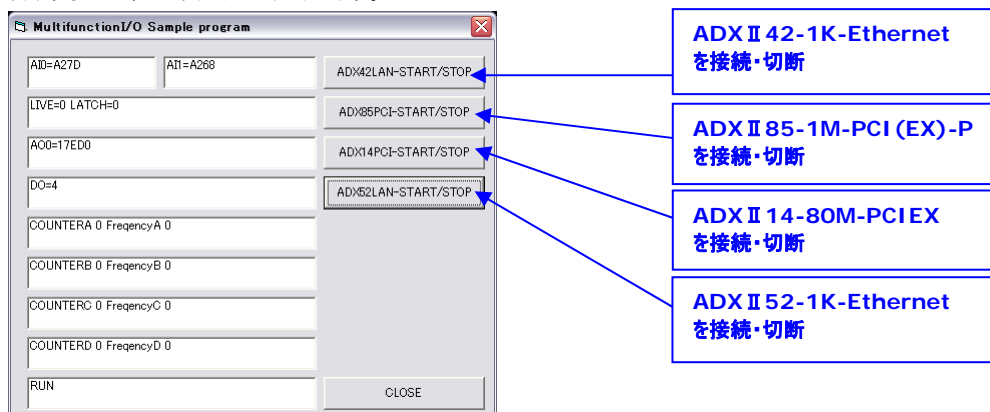 MultifunctionI/O Sample program
AI0=A27D
AI1=A268
ADX42LAN-START/STOP
LIVE=0 LATCH=0
ADX85PCI-START/STOP
AO0=17ED0
ADX14PCI-START/STOP
DO=4
ADX52LAN-START/STOP
COUNTERA 0 FreqencyA 0
COUNTERB 0 FreqencyB 0
COUNTERC 0 FreqencyC 0
COUNTERD 0 FreqencyD 0
RUN
CLOSE
ADXⅡ42-1K-Ethernet
を接続・切断
ADXⅡ85-1M-PCI(EX)-P
を接続・切断
ADXⅡ14-80M-PCIEX
を接続・切断
ADXⅡ52-1K-Ethernet
を接続・切断